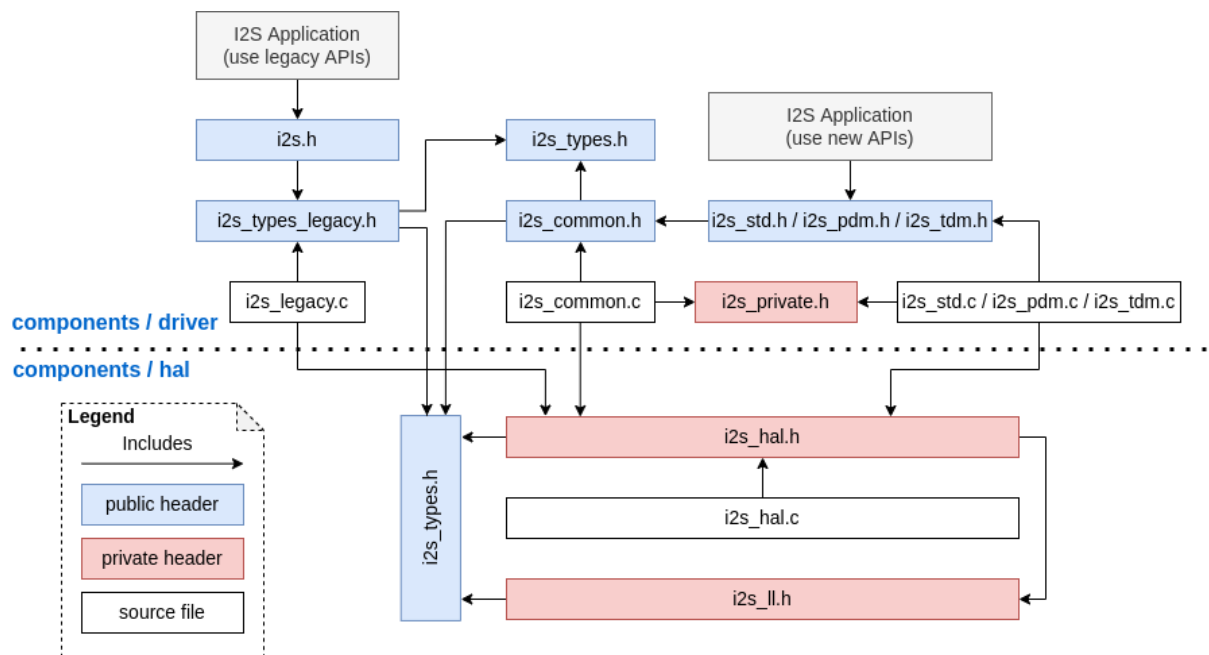 I2S Application
(use legacy APIs)
i2s.h
i2s_types.h
I2S Application
(use new APIs)
i2s_types_legacy.h
i2s_common.h
i2s_std.h / i2s_pdm.h / i2s_tdm.h
i2s_legacy.c
i2s_common.c
i2s_private.h
i2s_std.c / i2s_pdm.c / i2s_tdm.c
components / driver
components / hal
Legend
Includes
public header
private header
source file
i2s_types.h
i2s_hal.h
i2s_hal.c
i2s_ll.h